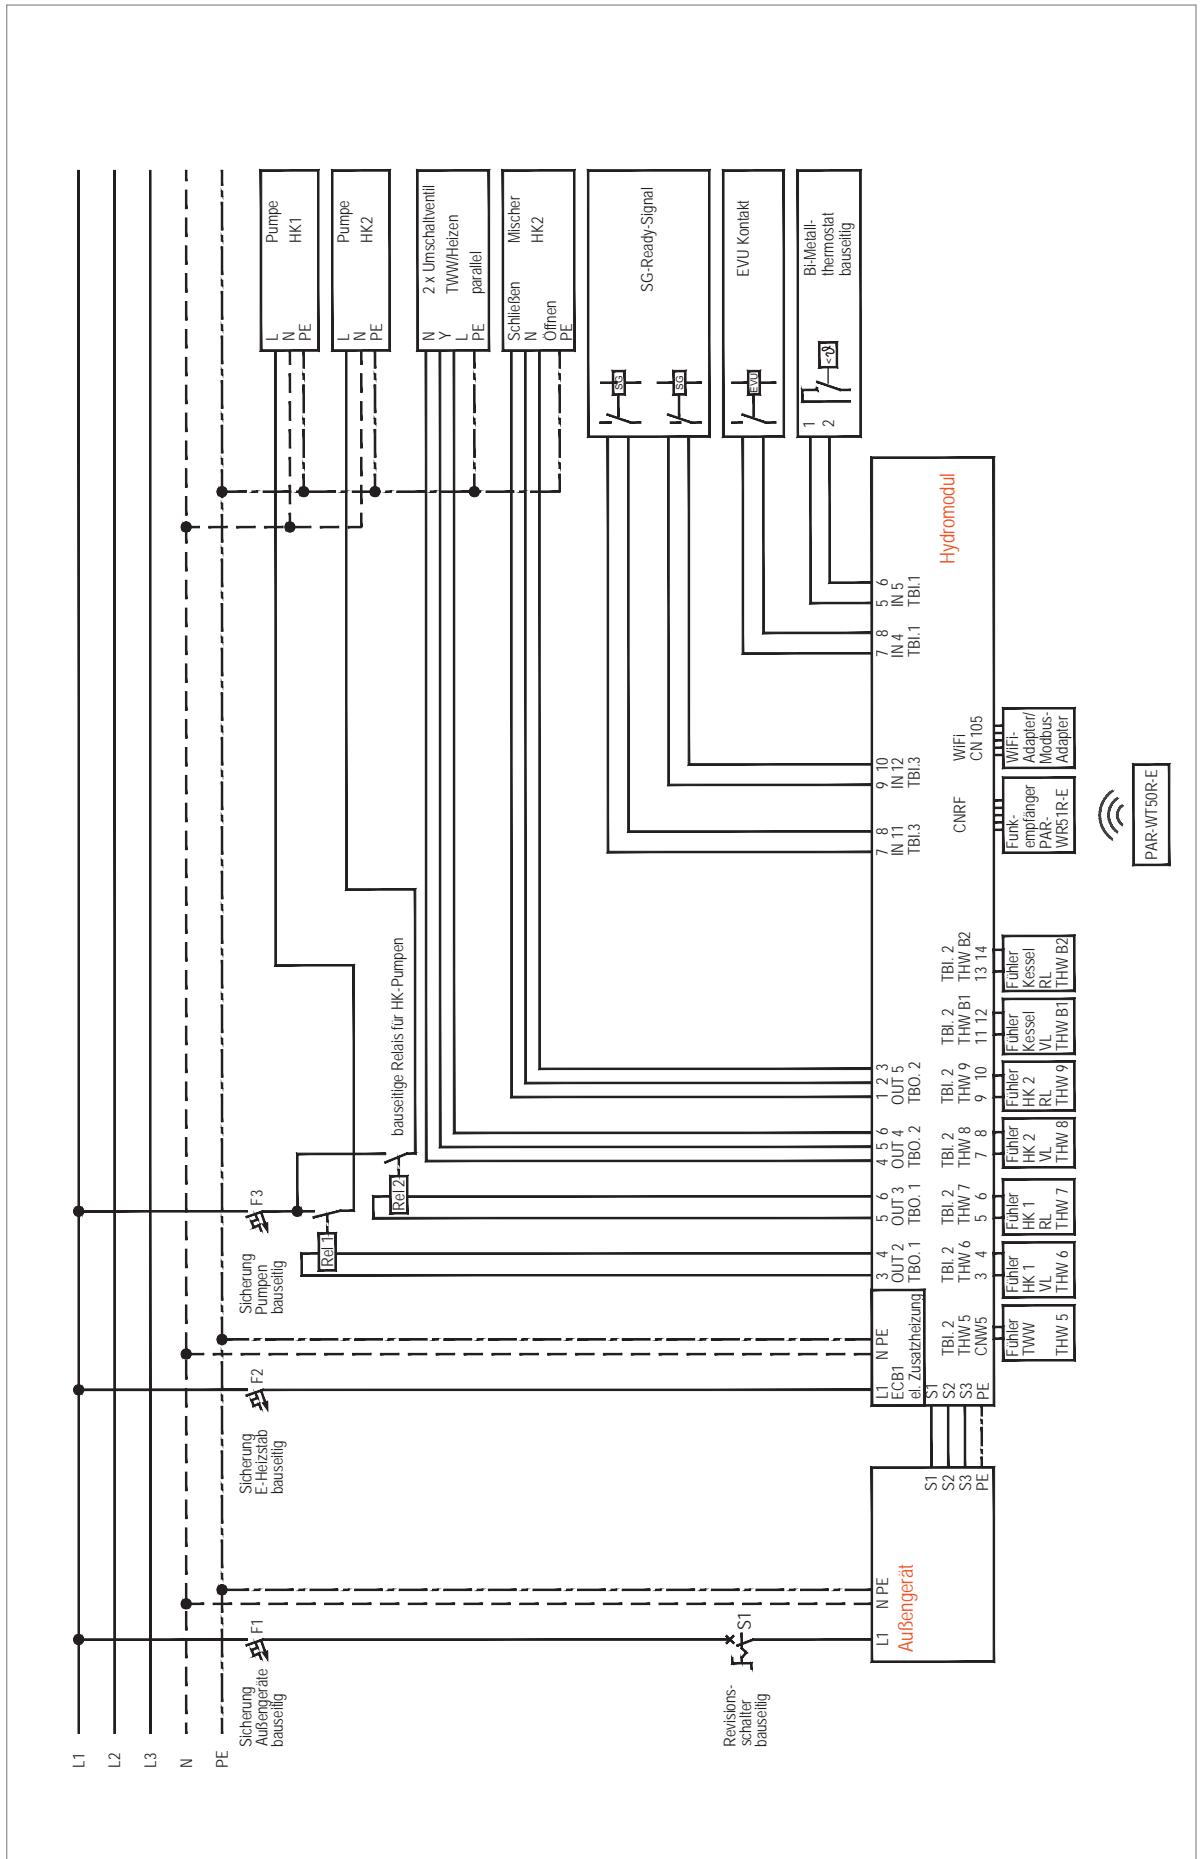 L1
L2
L3
N
PE
Sicherung
Außengeräte
bauseitig
F1
Sicherung
E-Heizstab
bauseitig
F2
Sicherung
Pumpen
bauseitig
F3
Revisions-
schalter
bauseitig
S1
Rel 1
Rel 2
bauseitige Relais für HK-Pumpen
Pumpe
HK1
L
N
PE
Pumpe
HK2
L
N
PE
2 x Umschaltventil
TWW/Heizen
parallel
N
Y
L
PE
Mischer
HK2
Schließen
N
Öffnen
PE
SG-Ready-Signal
SG
SG
EVU Kontakt
EVU
Bi-Metall-
thermostat
bauseitig
<ϑ
1
2
Außengerät
L1
N PE
S1
S2
S3
PE
Hydromodul
L1
N PE
ECB1
el. Zusatzheizung
S1
S2
S3
PE
3 4
OUT 2
TBO. 1
5 6
OUT 3
TBO. 1
4 5 6
OUT 4
TBO. 2
1 2 3
OUT 5
TBO. 2
7 8
IN 11
TBI.3
9 10
IN 12
TBI.3
7 8
IN 4
TBI.1
5 6
IN 5
TBI.1
TBI. 2
THW 5
CNW5
TBI. 2
THW 6
3 4
TBI. 2
THW 7
5 6
TBI. 2
THW 8
7 8
TBI. 2
THW 9
9 10
TBI. 2
THW B1
11 12
TBI. 2
THW B2
13 14
CNRF
WiFi
CN 105
Fühler
TWW
THW 5
Fühler
HK 1
VL
THW 6
Fühler
HK 1
RL
THW 7
Fühler
HK 2
VL
THW 8
Fühler
HK 2
RL
THW 9
Fühler
Kessel
VL
THW B1
Fühler
Kessel
RL
THW B2
Funk-
empfänger
PAR-
WR51R-E
WiFi-
Adapter/
Modbus-
Adapter
PAR-WT50R-E